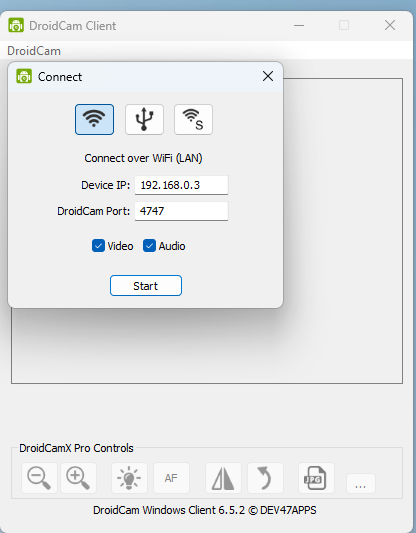 DroidCam Client
DroidCam
Connect
S
Connect over WiFi (LAN)
Device IP: 192.168.0.3
DroidCam Port: 4747
Video Audio
Start
DroidCamX Pro Controls
AF
JPG
...
DroidCam Windows Client 6.5.2 © DEV47APPS